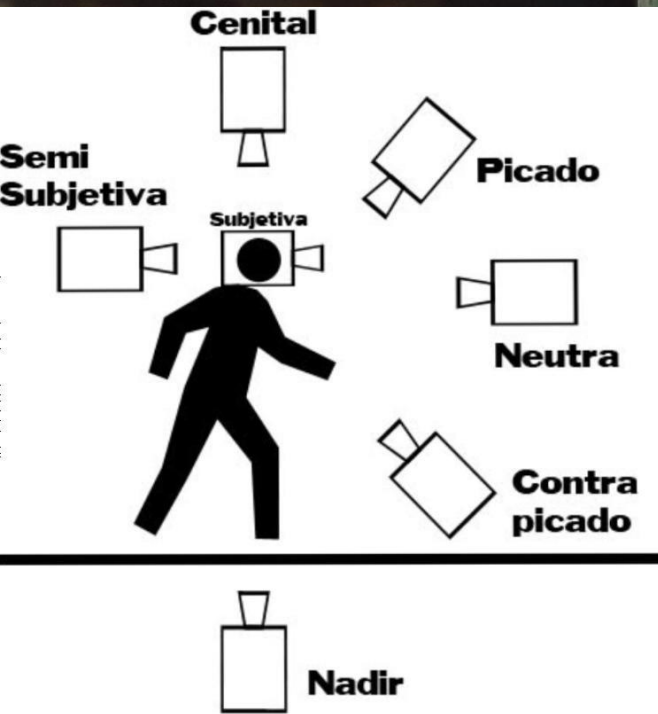 Cenital
Semi
Subjetiva
Picado
Subjetiva
Neutra
Contra
picado
Nadir